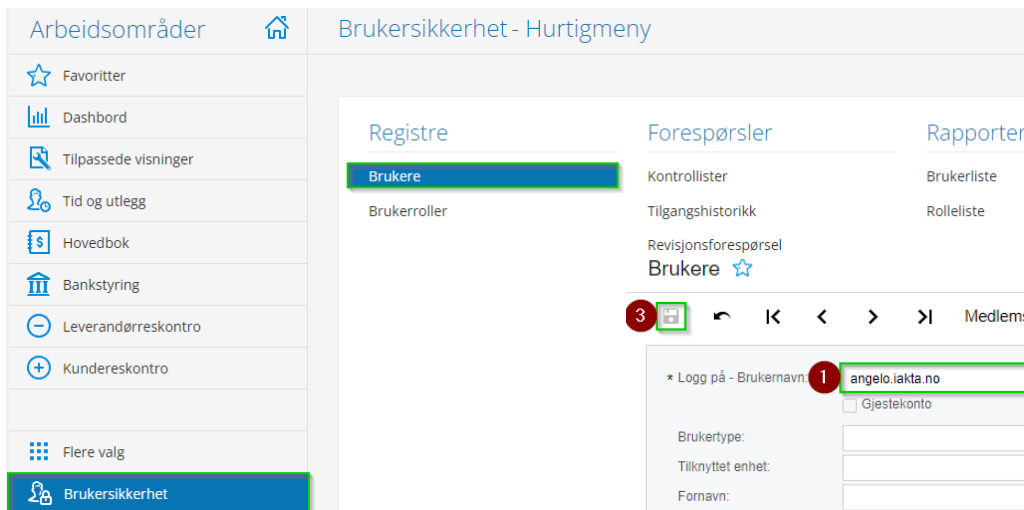 Arbeidsområder
Favoritter
Dashbord
Tilpassede visninger
Tid og utlegg
Hovedbok
Bankstyring
Leverandørreskontro
Kundereskontro
Flere valg
Brukersikkerhet
Brukersikkerhet - Hurtigmeny
Registre
Brukere
Brukerroller
Forespørsler
Kontrollister
Tilgangshistorikk
Revisjonsforespørsel
Rapporter
Brukerliste
Rolleliste
Brukere
3
Medlems
* Logg på - Brukernavn: 1 angelo.iakta.no
Gjestekonto
Brukertype:
Tilknyttet enhet:
Fornavn: